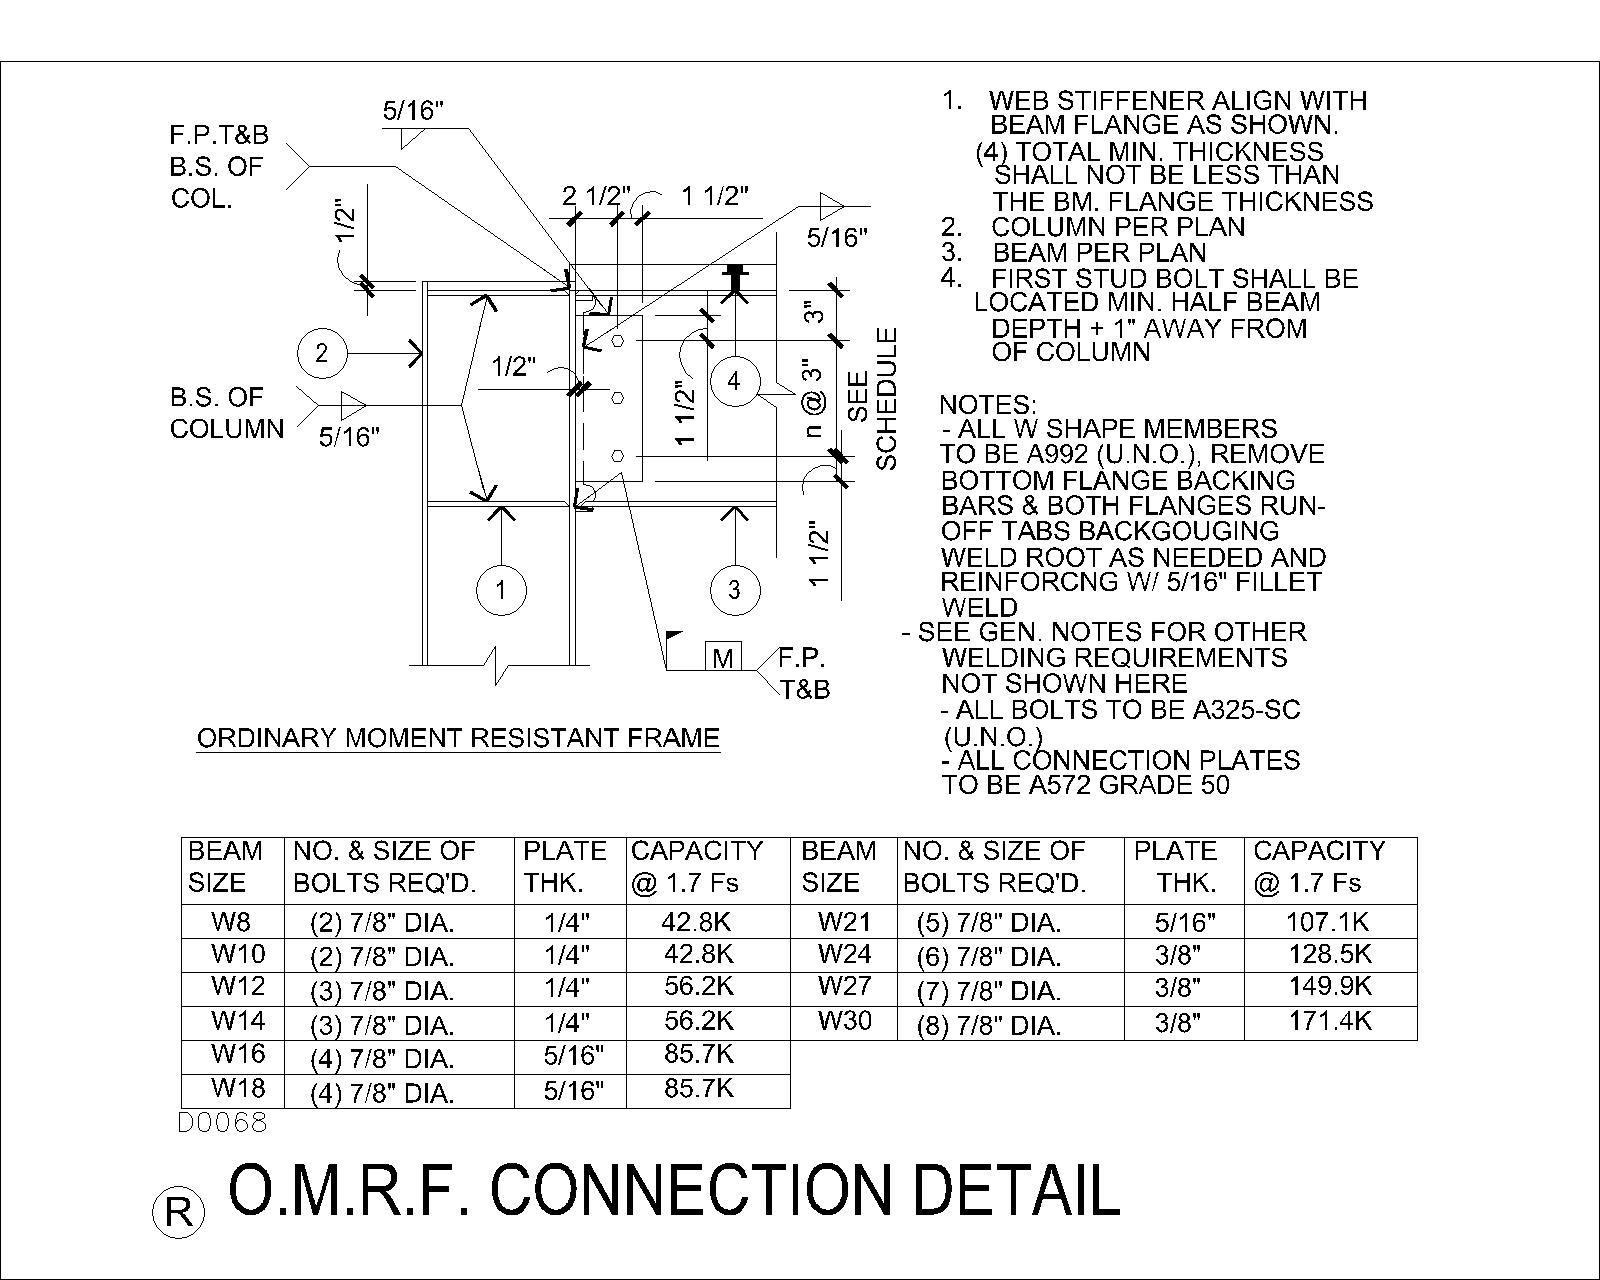 5/16"
F.P.T&B
B.S. OF
COL.
1/2"
2 1/2"
1 1/2"
5/16"
2
1/2"
B.S. OF
COLUMN
5/16"
1 1/2"
4
3"
n @ 3"
SEE
SCHEDULE
1 1/2"
1
3
M
F.P.
T&B
ORDINARY MOMENT RESISTANT FRAME
1. WEB STIFFENER ALIGN WITH
BEAM FLANGE AS SHOWN.
(4) TOTAL MIN. THICKNESS
SHALL NOT BE LESS THAN
THE BM. FLANGE THICKNESS
2. COLUMN PER PLAN
3. BEAM PER PLAN
4. FIRST STUD BOLT SHALL BE
LOCATED MIN. HALF BEAM
DEPTH + 1" AWAY FROM
OF COLUMN
NOTES:
- ALL W SHAPE MEMBERS
TO BE A992 (U.N.O.), REMOVE
BOTTOM FLANGE BACKING
BARS & BOTH FLANGES RUN-
OFF TABS BACKGOUGING
WELD ROOT AS NEEDED AND
REINFORCNG W/ 5/16" FILLET
WELD
- SEE GEN. NOTES FOR OTHER
WELDING REQUIREMENTS
NOT SHOWN HERE
- ALL BOLTS TO BE A325-SC
(U.N.O.)
- ALL CONNECTION PLATES
TO BE A572 GRADE 50
BEAM NO. & SIZE OF PLATE CAPACITY BEAM NO. & SIZE OF PLATE CAPACITY
SIZE BOLTS REQ'D. THK. @ 1.7 Fs SIZE BOLTS REQ'D. THK. @ 1.7 Fs
W8 (2) 7/8" DIA. 1/4" 42.8K W21 (5) 7/8" DIA. 5/16" 107.1K
W10 (2) 7/8" DIA. 1/4" 42.8K W24 (6) 7/8" DIA. 3/8" 128.5K
W12 (3) 7/8" DIA. 1/4" 56.2K W27 (7) 7/8" DIA. 3/8" 149.9K
W14 (3) 7/8" DIA. 1/4" 56.2K W30 (8) 7/8" DIA. 3/8" 171.4K
W16 (4) 7/8" DIA. 5/16" 85.7K
W18 (4) 7/8" DIA. 5/16" 85.7K
D0068
R O.M.R.F. CONNECTION DETAIL